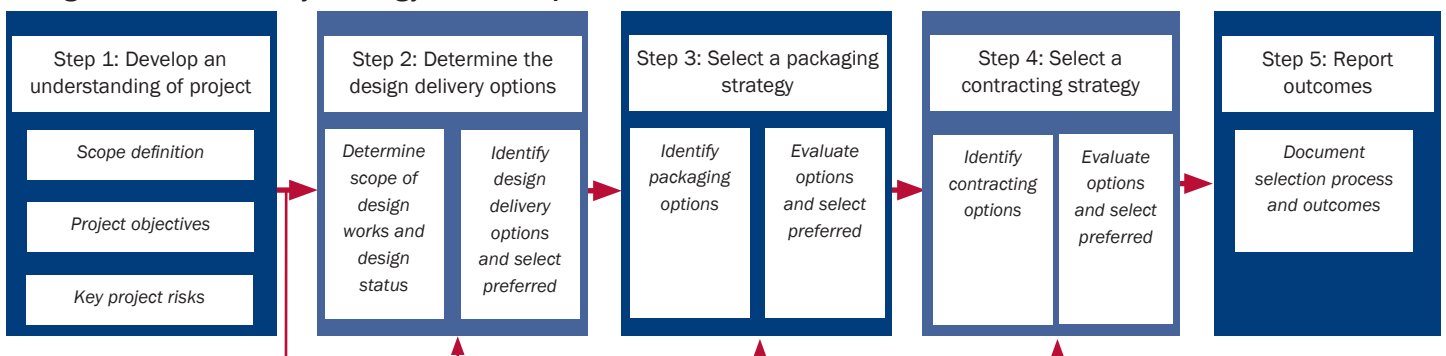 Step 1: Develop an
understanding of project
Scope definition
Project objectives
Key project risks
Step 2: Determine the
design delivery options
Determine
scope of
design
works and
design
status
Identify
design
delivery
options
and select
preferred
Step 3: Select a packaging
strategy
Identify
packaging
options
Evaluate
options
and select
preferred
Step 4: Select a
contracting strategy
Identify
contracting
options
Evaluate
options
and select
preferred
Step 5: Report
outcomes
Document
selection process
and outcomes